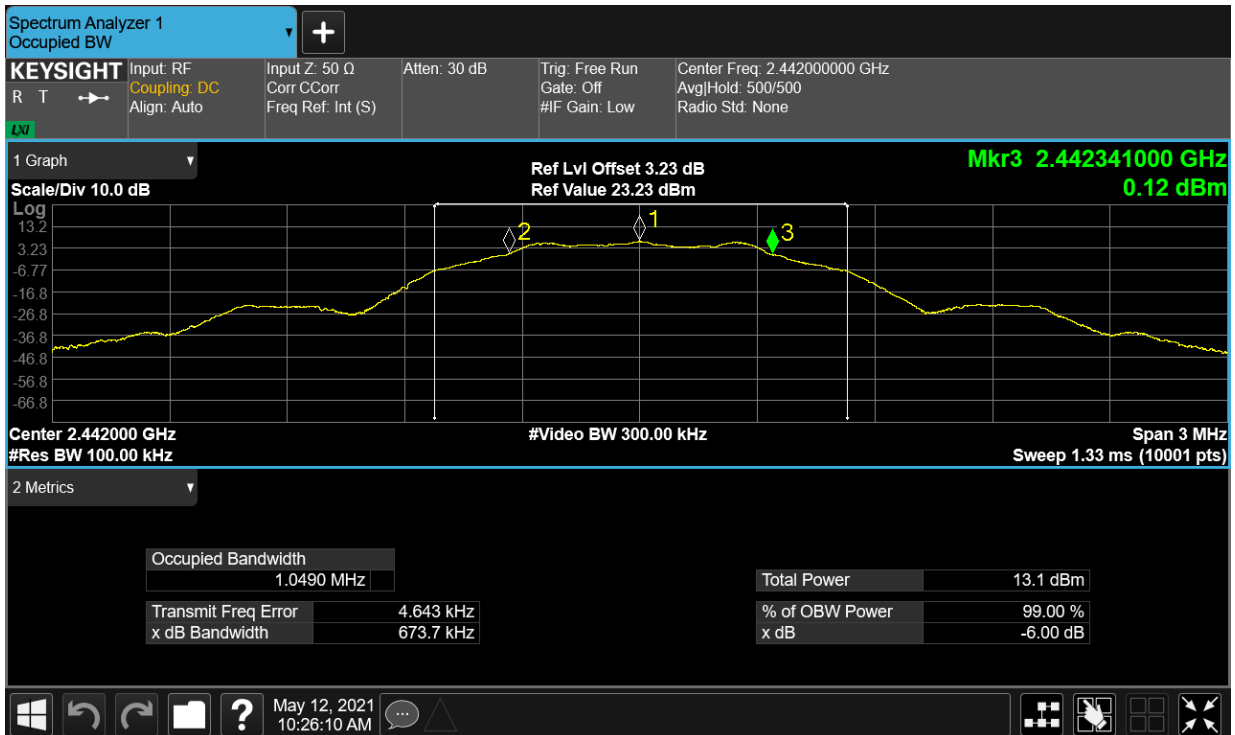 Spectrum Analyzer 1
Occupied BW
KEYSIGHT
R T
LXI
Input: RF
Coupling: DC
Align: Auto
Input Z: 50 Ω
Corr CCorr
Freq Ref: Int (S)
Atten: 30 dB
Trig: Free Run
Gate: Off
#IF Gain: Low
Center Freq: 2.442000000 GHz
Avg|Hold: 500/500
Radio Std: None
1 Graph
Scale/Div 10.0 dB
Log
Ref Lvl Offset 3.23 dB
Ref Value 23.23 dBm
Mkr3 2.442341000 GHz
0.12 dBm
13.2
3.23
-6.77
-16.8
-26.8
-36.8
-46.8
-56.8
-66.8
2
1
3
Center 2.442000 GHz
#Res BW 100.00 kHz
#Video BW 300.00 kHz
Span 3 MHz
Sweep 1.33 ms (10001 pts)
2 Metrics
Occupied Bandwidth
1.0490 MHz
Transmit Freq Error 4.643 kHz
x dB Bandwidth 673.7 kHz
Total Power 13.1 dBm
% of OBW Power 99.00 %
x dB -6.00 dB
?
May 12, 2021
10:26:10 AM